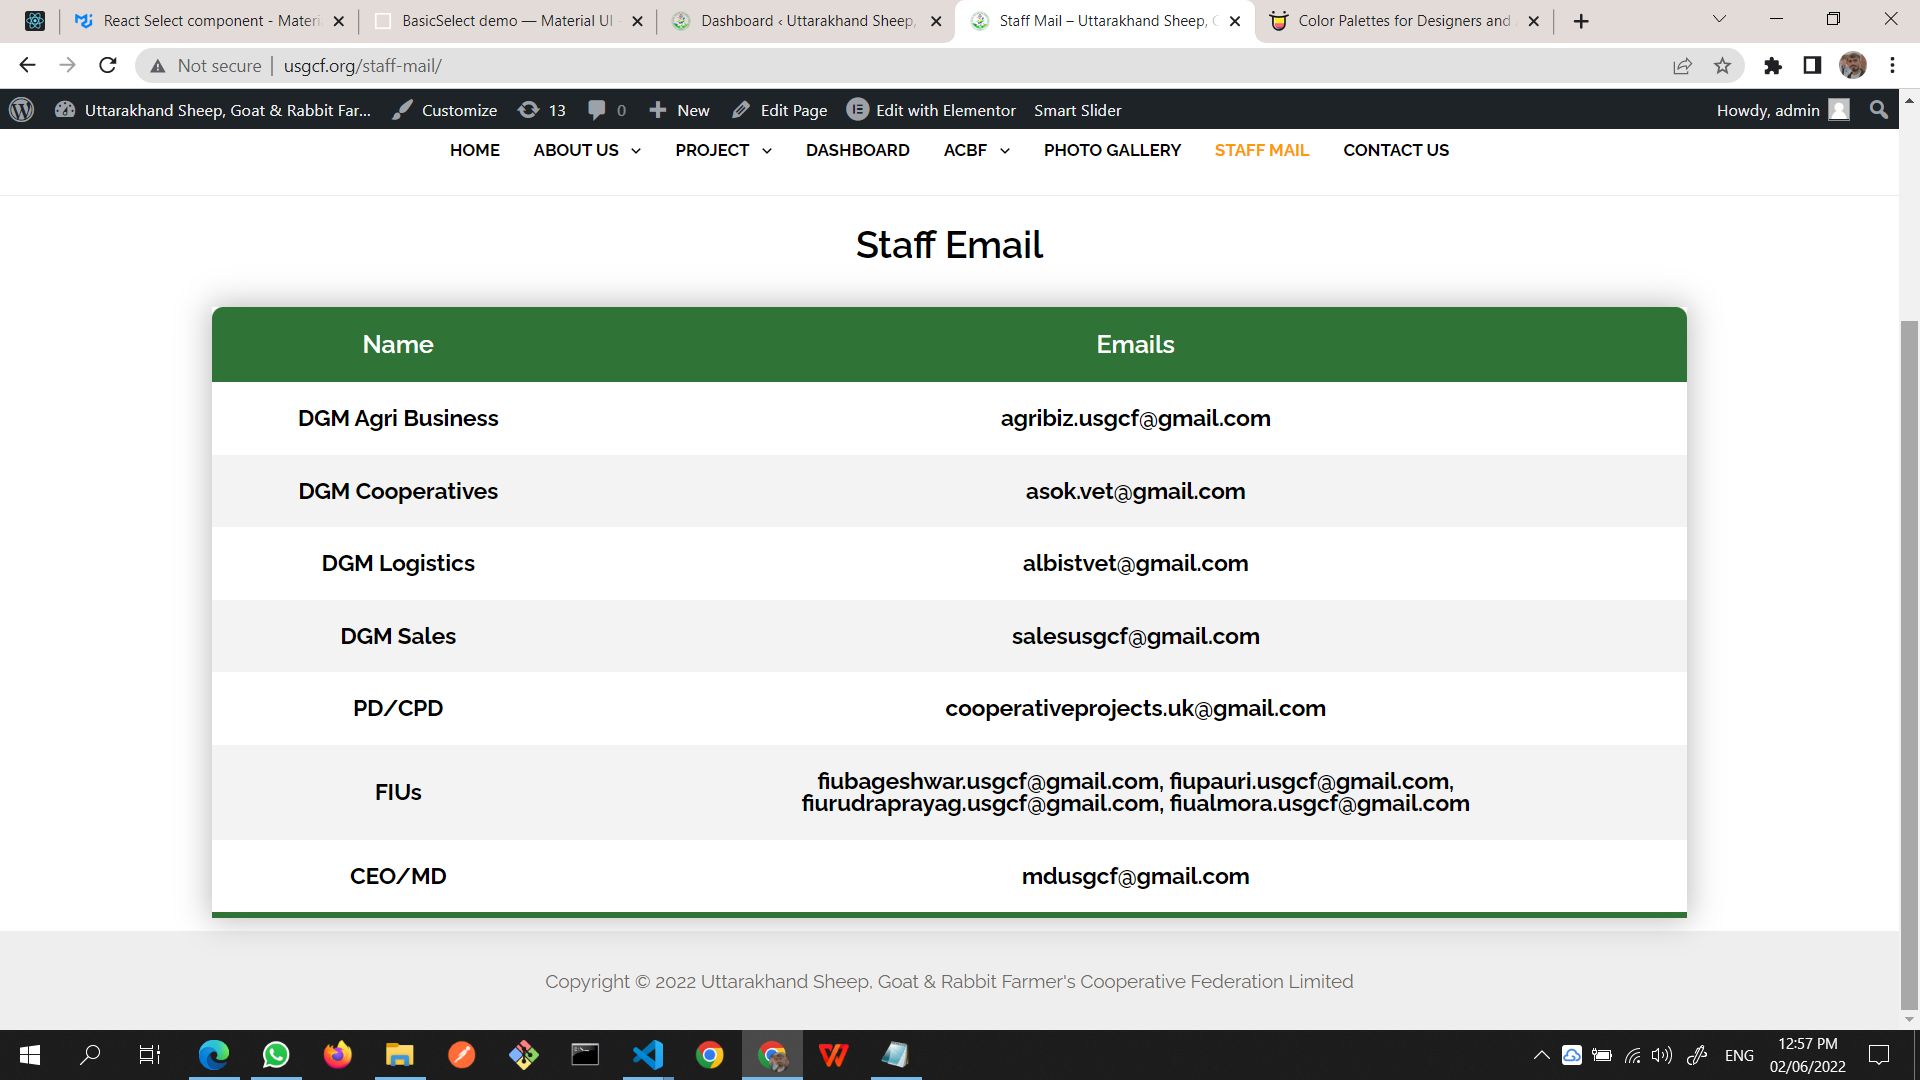 React Select component - Materi
BasicSelect demo — Material UI
Dashboard ‹ Uttarakhand Sheep,
Staff Mail – Uttarakhand Sheep, G
Color Palettes for Designers and
Not secure | usgcf.org/staff-mail/
Uttarakhand Sheep, Goat & Rabbit Far... Customize 13 0 New Edit Page Edit with Elementor Smart Slider Howdy, admin
HOME ABOUT US PROJECT DASHBOARD ACBF PHOTO GALLERY STAFF MAIL CONTACT US
Staff Email
Name Emails
DGM Agri Business agribiz.usgcf@gmail.com
DGM Cooperatives asok.vet@gmail.com
DGM Logistics albistvet@gmail.com
DGM Sales salesusgcf@gmail.com
PD/CPD cooperativeprojects.uk@gmail.com
FIUs fiubageshwar.usgcf@gmail.com, fiupauri.usgcf@gmail.com,
fiurudraprayag.usgcf@gmail.com, fiualmora.usgcf@gmail.com
CEO/MD mdusgcf@gmail.com
Copyright © 2022 Uttarakhand Sheep, Goat & Rabbit Farmer's Cooperative Federation Limited
ENG
12:57 PM
02/06/2022